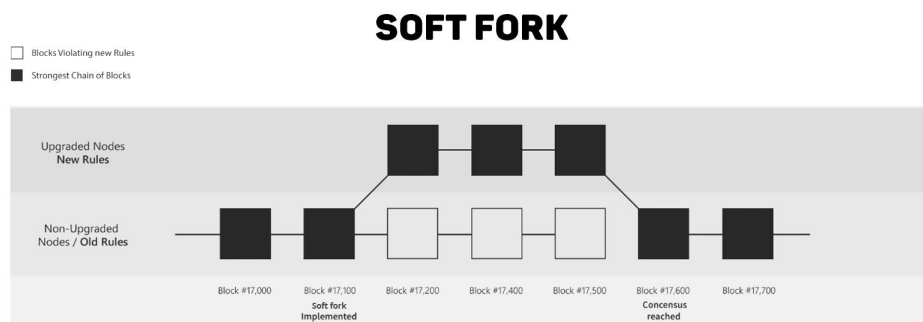 SOFT FORK
Blocks Violating new Rules
Strongest Chain of Blocks
Upgraded Nodes
New Rules
Non-Upgraded
Nodes / Old Rules
Block #17,000
Block #17,100
Block #17,200
Block #17,400
Block #17,500
Block #17,600
Block #17,700
Soft fork
Implemented
Concensus
reached